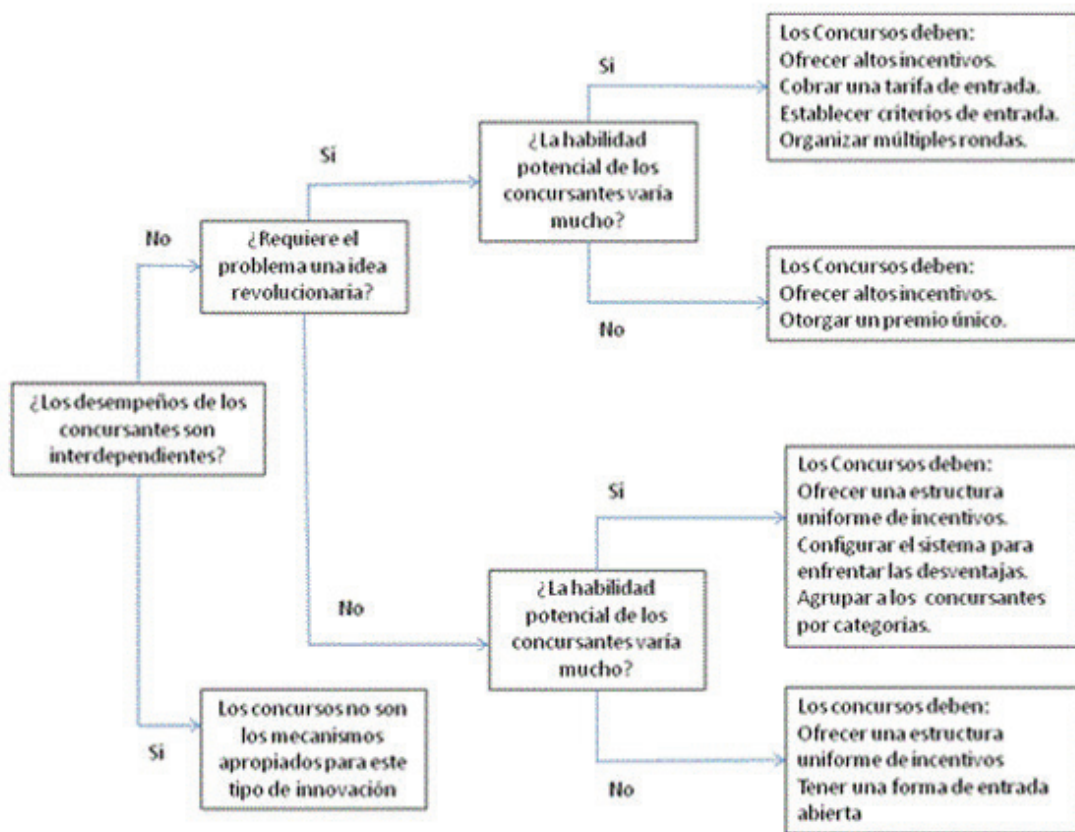 Los Concursos deben:
Ofrecer altos incentivos.
Cobrar una tarifa de entrada.
Establecer criterios de entrada.
Organizar múltiples rondas.
Si
¿La habilidad
potencial de los
concursantes varía
mucho?
Si
No
¿Requiere el
problema una idea
revolucionaria?
Los Concursos deben:
Ofrecer altos incentivos.
Otorgar un premio único.
No
¿Los desempeños de los
concursantes son
interdependientes?
Los Concursos deben:
Ofrecer una estructura
uniforme de incentivos.
Configurar el sistema para
enfrentar las desventajas.
Agrupar a los concursantes
por categorías.
Si
¿La habilidad
potencial de los
concursantes varía
mucho?
No
Los concursos no son
los mecanismos
apropiados para este
tipo de innovación
Si
Los concursos deben:
Ofrecer una estructura
uniforme de incentivos
Tener una forma de entrada
abierta
No